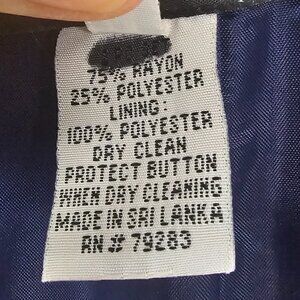 75% RAYON
25% POLYESTER
LINING:
100% POLYESTER
DRY CLEAN
PROTECT BUTTON
WHEN DRY CLEANING
MADE IN SRI LANKA
RN # 79283